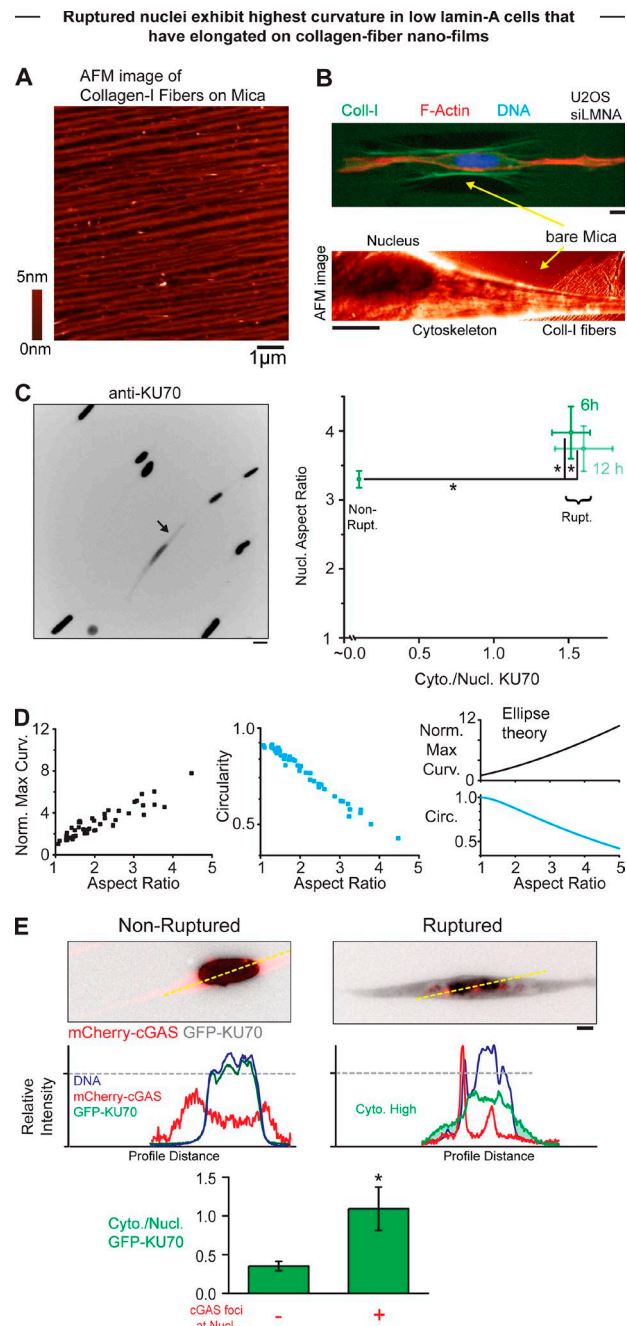 Ruptured nuclei exhibit highest curvature in low lamin-A cells that
have elongated on collagen-fiber nano-films
A
AFM image of
Collagen-I Fibers on Mica
5nm
0nm
1µm
B
Coll-I
F-Actin
DNA
U2OS
siLMNA
bare Mica
AFM image
Nucleus
Cytoskeleton
Coll-I fibers
C
anti-KU70
Nucl. Aspect Ratio
4
3
2
1
6h
12 h
* *
*
Non-
Rupt.
Rupt.
~0.0
0.5
1.0
1.5
Cyto./Nucl. KU70
D
Norm. Max Curv.
12
8
4
0
1
2
3
4
5
Aspect Ratio
Circularity
1.0
0.5
1
2
3
4
5
Aspect Ratio
Ellipse
theory
Norm.
Max
Curv.
12
0
Circ.
1.0
0.5
1
2
3
4
5
Aspect Ratio
E
Non-Ruptured
Ruptured
mCherry-cGAS GFP-KU70
Relative
Intensity
DNA
mCherry-cGAS
GFP-KU70
Profile Distance
Cyto. High
Profile Distance
Cyto./Nucl.
GFP-KU70
1.5
1.0
0.5
0.0
*
cGAS foci
at Nucl.
-
+